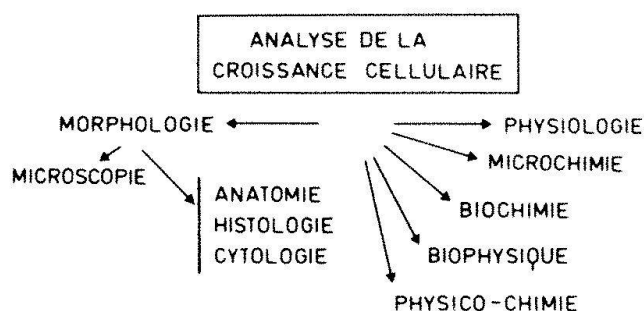 ANALYSE DE LA
CROISSANCE CELLULAIRE
MORPHOLOGIE
PHYSIOLOGIE
MICROSCOPIE
MICROCHIMIE
ANATOMIE
HISTOLOGIE
CYTOLOGIE
BIOCHIMIE
BIOPHYSIQUE
PHYSICO-CHIMIE